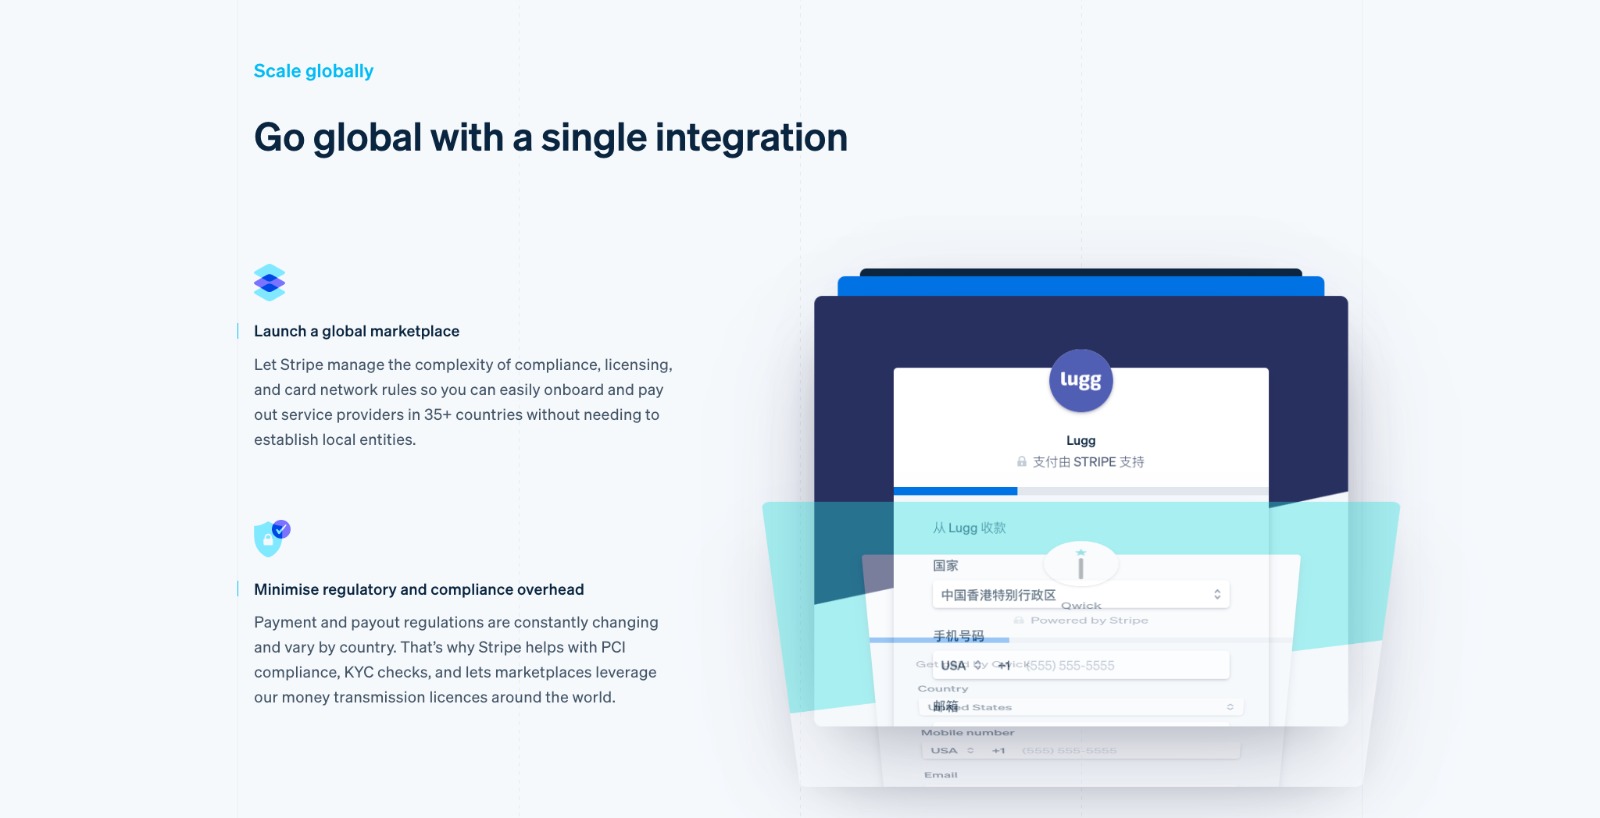 Scale globally
Go global with a single integration
Launch a global marketplace
Let Stripe manage the complexity of compliance, licensing,
and card network rules so you can easily onboard and pay
out service providers in 35+ countries without needing to
establish local entities.
Minimise regulatory and compliance overhead
Payment and payout regulations are constantly changing
and vary by country. That’s why Stripe helps with PCI
compliance, KYC checks, and lets marketplaces leverage
our money transmission licences around the world.
lugg
Lugg
支付由 STRIPE 支持
从 Lugg 收款
国家
中国香港特别行政区
Qwick
Powered by Stripe
手机号码
USA +1 (555) 555-5555
Get paid by Qwick
Country
邮箱
United States
Mobile number
USA +1 (555) 555-5555
Email